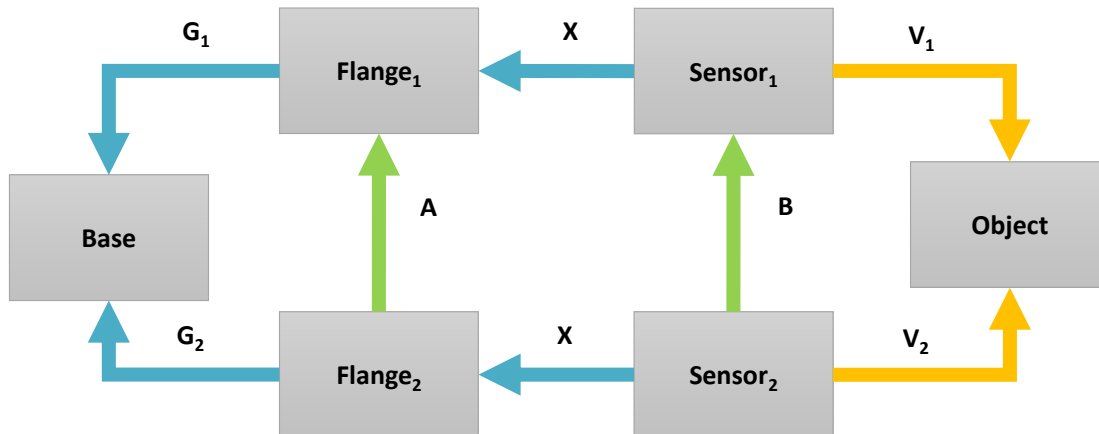 G₁
X
V₁
Flange₁
Sensor₁
A
B
Base
Object
G₂
X
V₂
Flange₂
Sensor₂